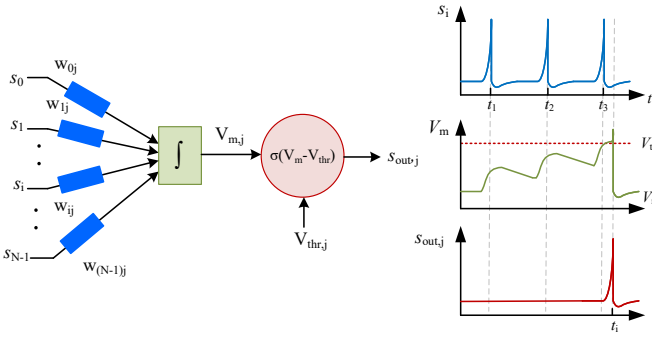 s0
w0j
w1j
s1
si
wij
sN-1
w(N-1)j
∫
Vm,j
σ(Vm-Vthr)
sout,j
Vthr,j
si
t1
t2
t3
t
Vm
sout,j
ti